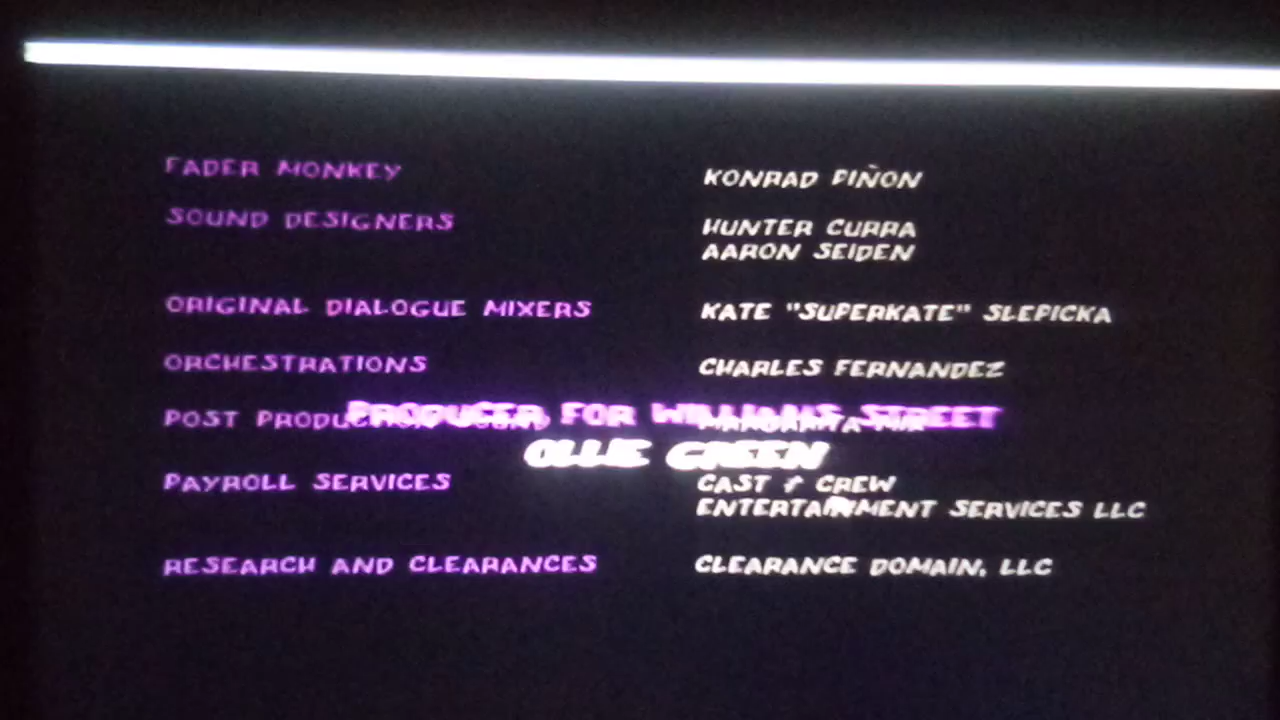 FADER MONKEY KONRAD PIÑON
SOUND DESIGNERS HUNTER CURRA
AARON SEIDEN
ORIGINAL DIALOGUE MIXERS KATE "SUPERKATE" SLEPICKA
ORCHESTRATIONS CHARLES FERNANDEZ
POST
PRODUCER FOR WILLIAMS STREET
OLLIE GREEN
PAYROLL SERVICES CAST & CREW
ENTERTAINMENT SERVICES LLC
RESEARCH AND CLEARANCES CLEARANCE DOMAIN, LLC